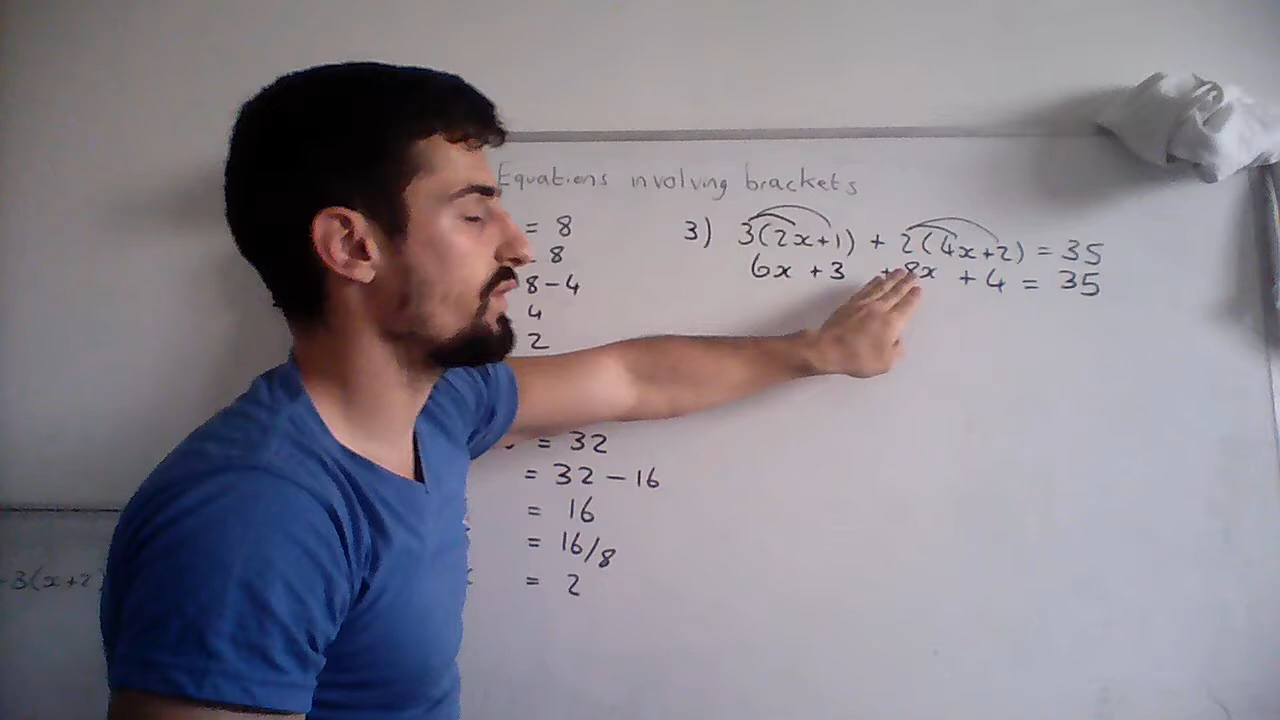 Equations involving brackets
= 8
8
8-4
4
2
= 32
= 32-16
= 16
= 16/8
= 2
3) 3(2x+1) + 2(4x+2) = 35
6x +3 +8x +4 = 35
-3(x+2)